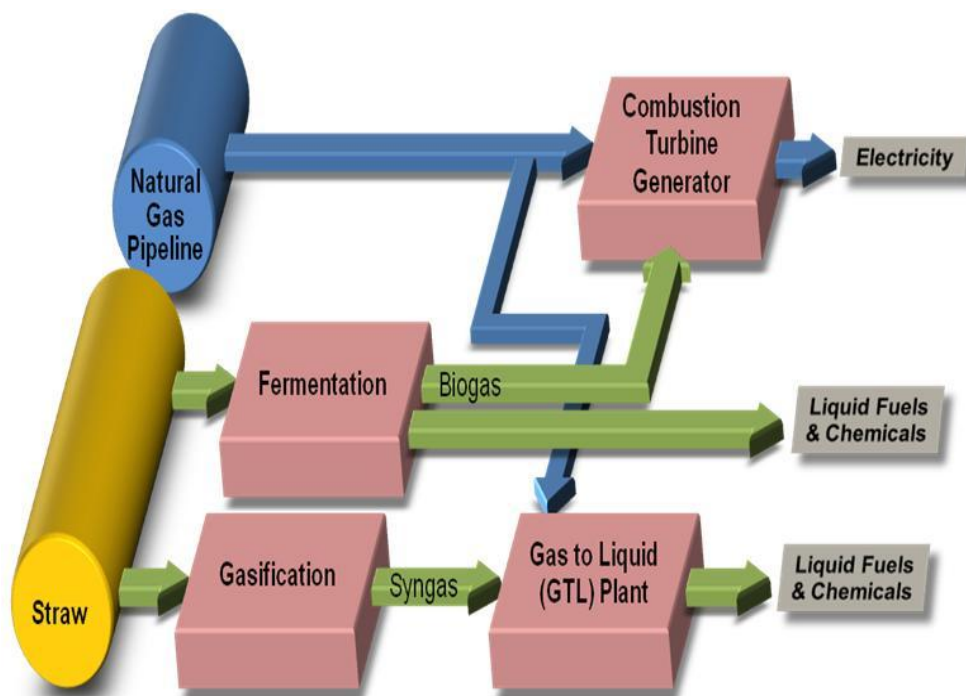 Natural
Gas
Pipeline
Combustion
Turbine
Generator
Electricity
Fermentation
Biogas
Liquid Fuels
& Chemicals
Straw
Gasification
Syngas
Gas to Liquid
(GTL) Plant
Liquid Fuels
& Chemicals